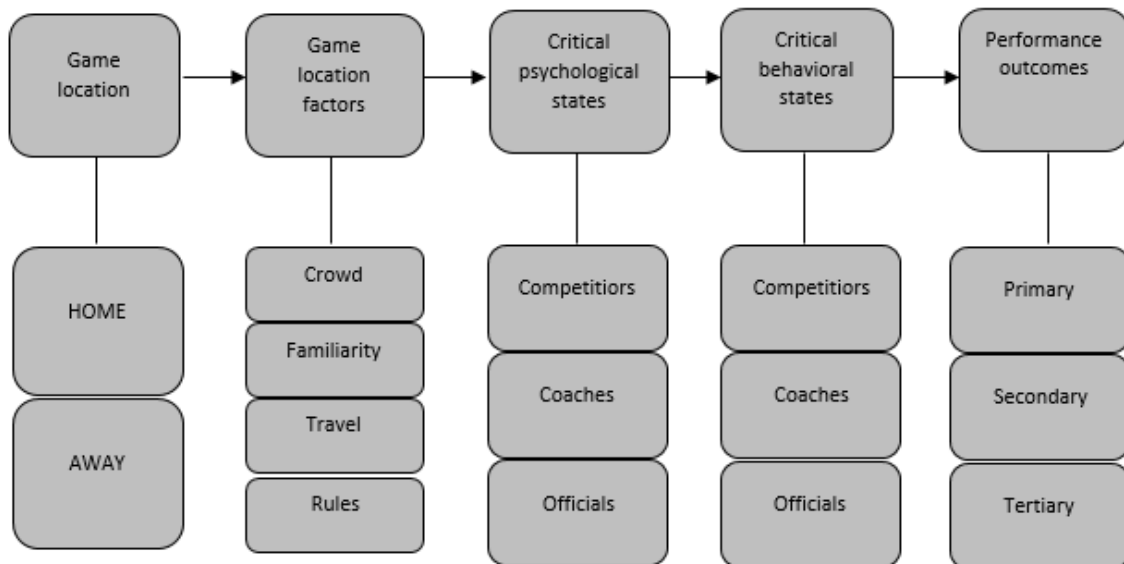 Game
location
Game
location
factors
Critical
psychological
states
Critical
behavioral
states
Performance
outcomes
HOME
AWAY
Crowd
Familiarity
Travel
Rules
Competitiors
Coaches
Officials
Competitiors
Coaches
Officials
Primary
Secondary
Tertiary